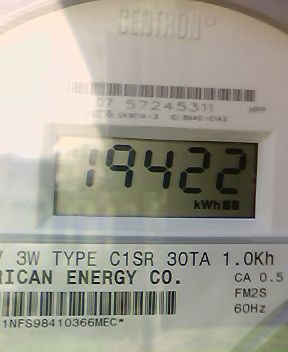 CENTRON®
07 57245311 HPP
19422
kWh
V 3W TYPE C1SR 30TA 1.0Kh
RICAN ENERGY CO. CA 0.5
FM2S
60Hz
1NFS98410366MEC*